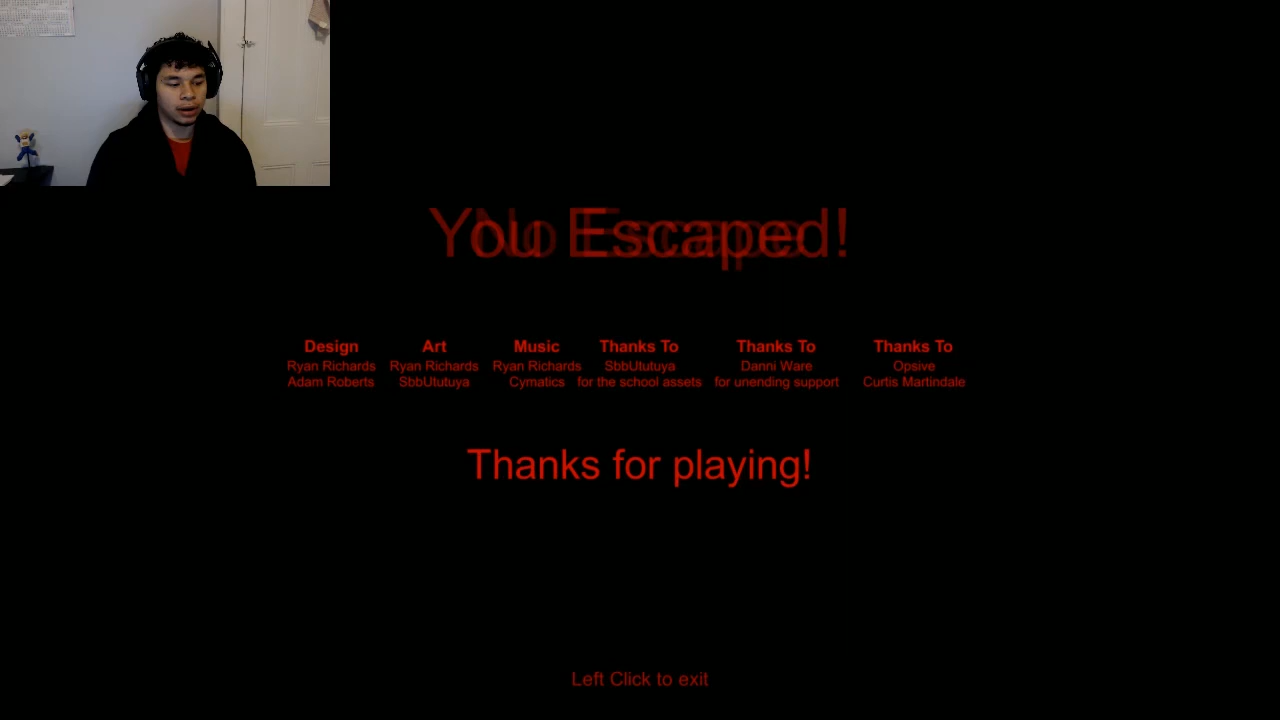 You Escaped!
No Escape
Design Art Music Thanks To Thanks To Thanks To
Ryan Richards Ryan Richards Ryan Richards SbbUtutuya Danni Ware Opsive
Adam Roberts SbbUtutuya Cymatics for the school assets for unending support Curtis Martindale
Thanks for playing!
Left Click to exit